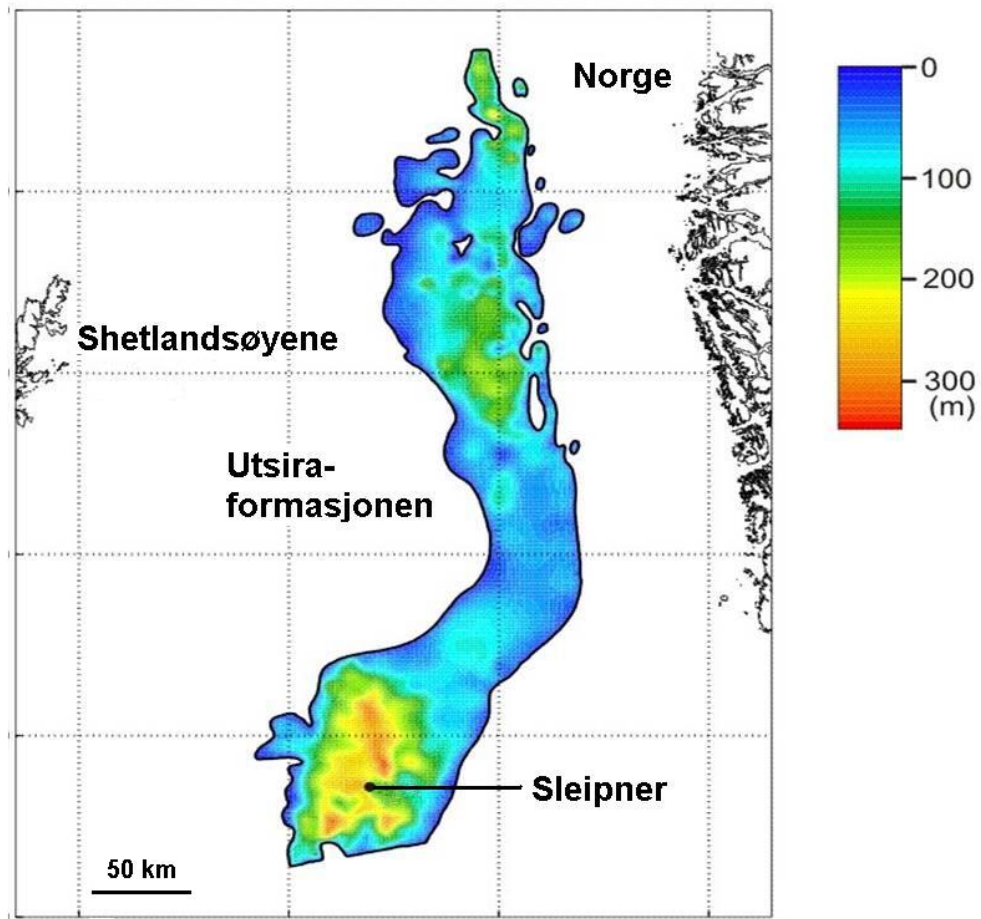 Norge
0
100
200
300
(m)
Shetlandsøyene
Utsira-
formasjonen
Sleipner
50 km